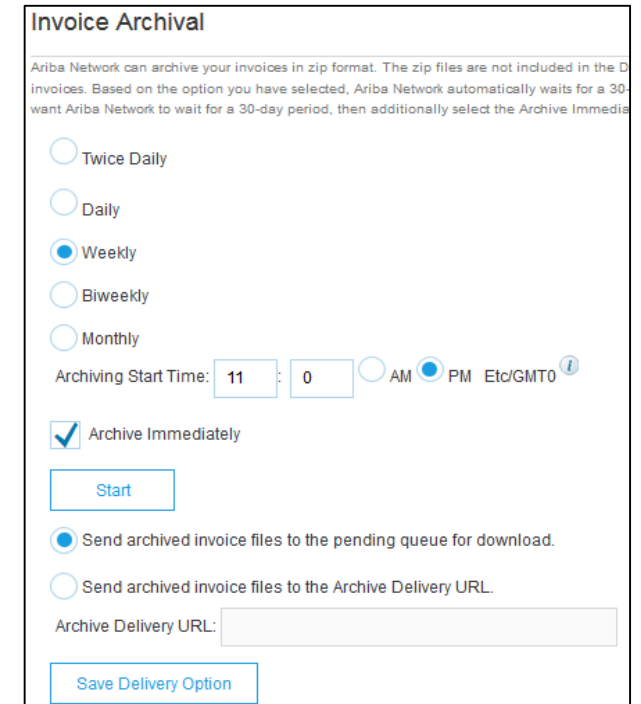 Invoice Archival
Ariba Network can archive your invoices in zip format. The zip files are not included in the D
invoices. Based on the option you have selected, Ariba Network automatically waits for a 30-
want Ariba Network to wait for a 30-day period, then additionally select the Archive Immedia
Twice Daily
Daily
Weekly
Biweekly
Monthly
Archiving Start Time: 11 : 0 AM PM Etc/GMT0 i
Archive Immediately
Start
Send archived invoice files to the pending queue for download.
Send archived invoice files to the Archive Delivery URL.
Archive Delivery URL:
Save Delivery Option